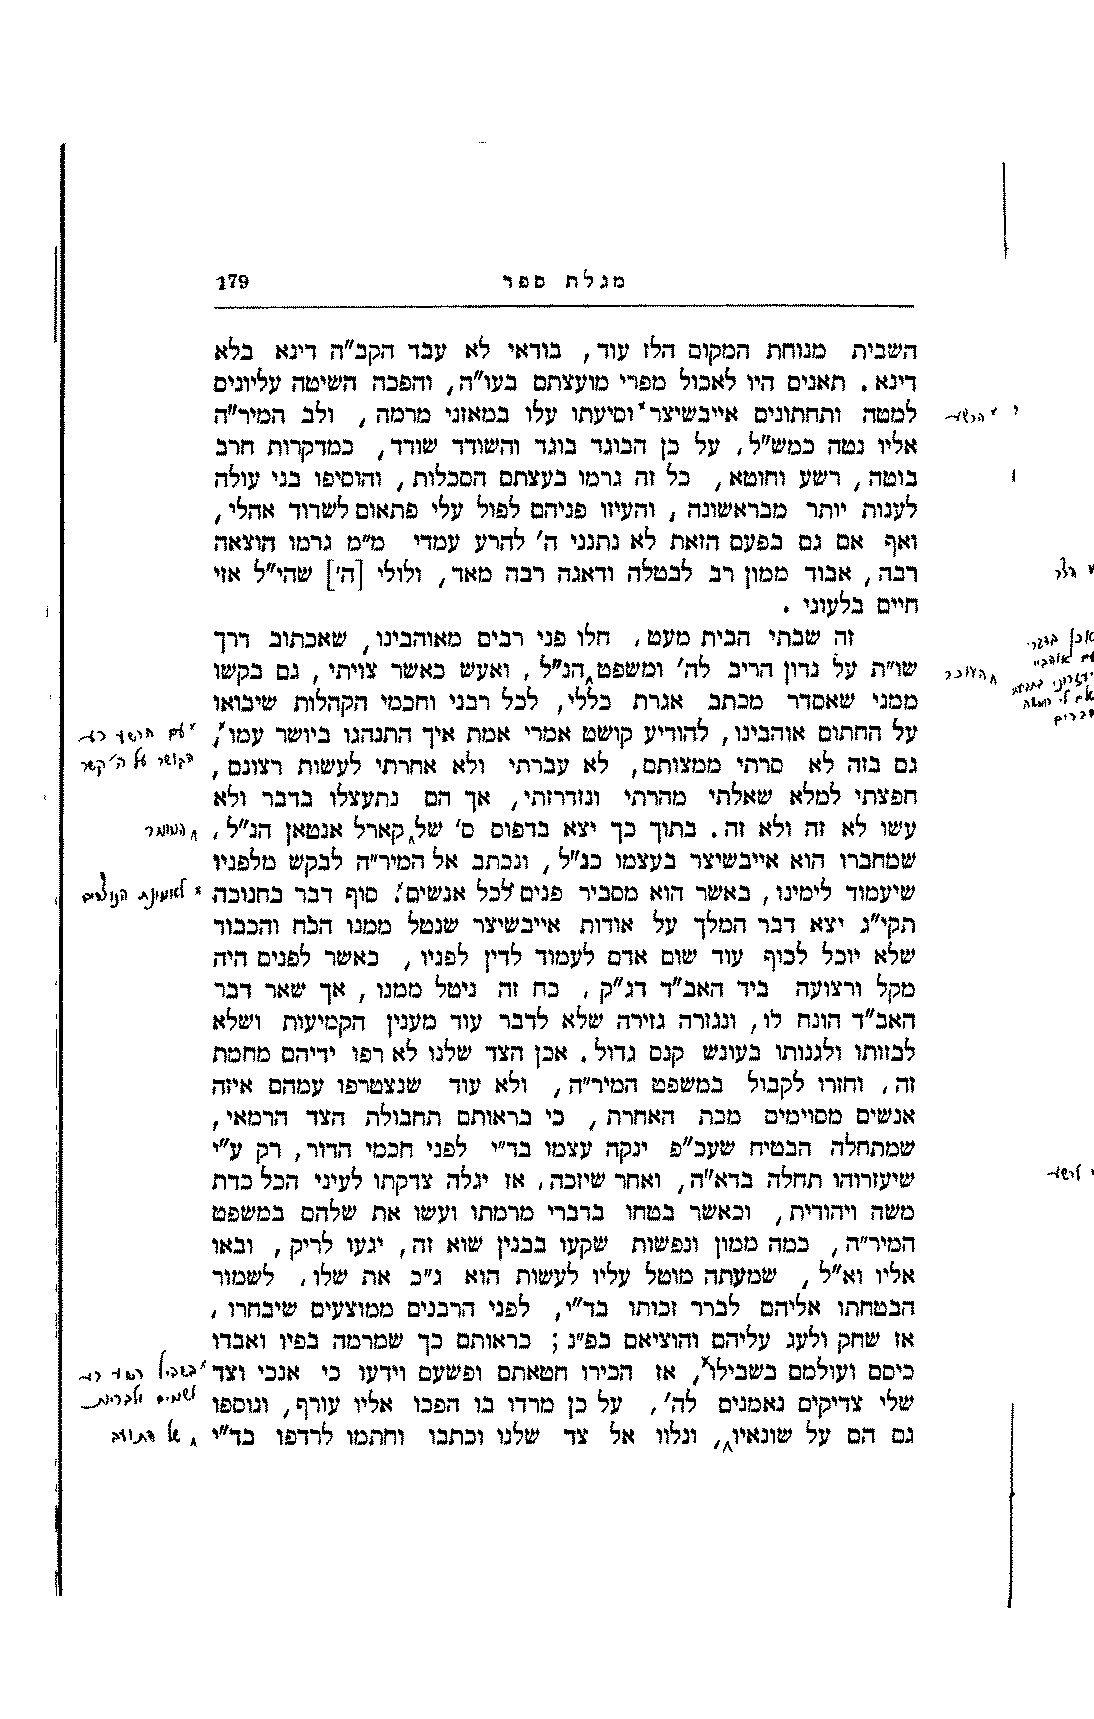 מגלת ספר 179
השבית מנוחת המקום הלז עוד, בודאי לא עבד הקב"ה דינא בלא
דינא. תאנים היו לאכול מפרי מועצתם בעו"ה, והפכה השיטה עליונים
למטה ותחתונים אייבשיצר* וסיעתו עלו במאזני מרמה, ולב המיר"ה
* הרשע
אליו נטה כמש"ל. על כן הבוגד בוגד והשודד שודד, כמדקרות חרב
בוטה, רשע וחוטא, כל זה גרמו בעצתם הסכלות, והוסיפו בני עולה
לענות יותר מבראשונה, והעיזו פניהם לפול עלי פתאום לשדוד אהלי,
ואף אם גם בפעם הזאת לא נתנני ה' להרע עמדי מ"מ גרמו הוצאה
רבה, אבוד ממון רב לבטלה ודאגה רבה מאד, ולולי [ה'] שהי"ל אזי
חיים בלעוני.
זה שבתי הבית מעט. חלו פני רבים מאוהבינו, שאכתוב דרך
שו"ת על נדון הריב לה' ומשפט‸ הנ"ל, ואעש כאשר צויתי, גם בקשו
ממני שאסדר מכתב אגרת כללי, לכל רבני וחכמי הקהלות שיבואו
על החתום אוהבינו, להודיע קושט אמרי אמת איך התנהגו ביושר עמו*,
* עם הרשע
גם בזה לא סרתי ממצותם, לא עברתי ולא אחרתי לעשות רצונם,
חפצתי למלא שאלתי מהרתי ונזדרזתי, אך הם נתעצלו בדבר ולא
עשו לא זה ולא זה. בתוך כך יצא בדפוס ס' של‸ קארל אנטאן הנ"ל,
‸ המומר
שמחברו הוא אייבשיצר בעצמו כנ"ל, ונכתב אל המיר"ה לבקש מלפניו
שיעמוד לימינו, באשר הוא מסביר פנים לכל אנשים*. סוף דבר בחנוכה
* לאמונת הנוצרים
תקי"ג יצא דבר המלך על אודות אייבשיצר שנטל ממנו הכח והכבוד
שלא יוכל לכוף עוד שום אדם לעמוד לדין לפניו, כאשר לפנים היה
מקל ורצועה ביד האב"ד דג"ק. כח זה ניטל ממנו, אך שאר דבר
האב"ד הונח לו, ונגזרה גזירה שלא לדבר עוד מענין הקמיעות ושלא
לבזותו ולגנותו בעונש קנס גדול. אכן הצד שלנו לא רפו ידיהם מחמת
זה. וחזרו לקבול במשפט המיר"ה, ולא עוד שנצטרפו עמהם איזה
אנשים מסוימים מכת האחרת, כי בראותם תחבולת הצד הרמאי,
שמתחלה הבטיח שעכ"פ ינקה עצמו בד"י לפני חכמי הדור, רק ע"י
שיעזרוהו תחלה בדא"ה, ואחר שיזכה. אז יגלה צדקתו לעיני הכל כדת
משה ויהודית, וכאשר בטחו בדברי מרמתו ועשו את שלהם במשפט
המיר"ה, כמה ממון ונפשות שקעו בבנין שוא זה, יגעו לריק, ובאו
אליו וא"ל, שמעתה מוטל עליו לעשות הוא ג"כ את שלו. לשמור
הבטחתו אליהם לברר זכותו בד"י, לפני הרבנים ממוצעים שיבחרו.
אז שחק ולעג עליהם והוציאם בפ"נ; כראותם כך שמרמה בפיו ואבדו
כיסם ועולמם בשבילו*, אז הכירו חטאתם ופשעם וידעו כי אנכי וצד
* בשביל
שלי צדיקים נאמנים לה'. על כן מרדו בו הפכו אליו עורף, ונוספו
גם הם על שונאיו‸, ונלוו אל צד שלנו וכתבו וחתמו לרדפו בד"י